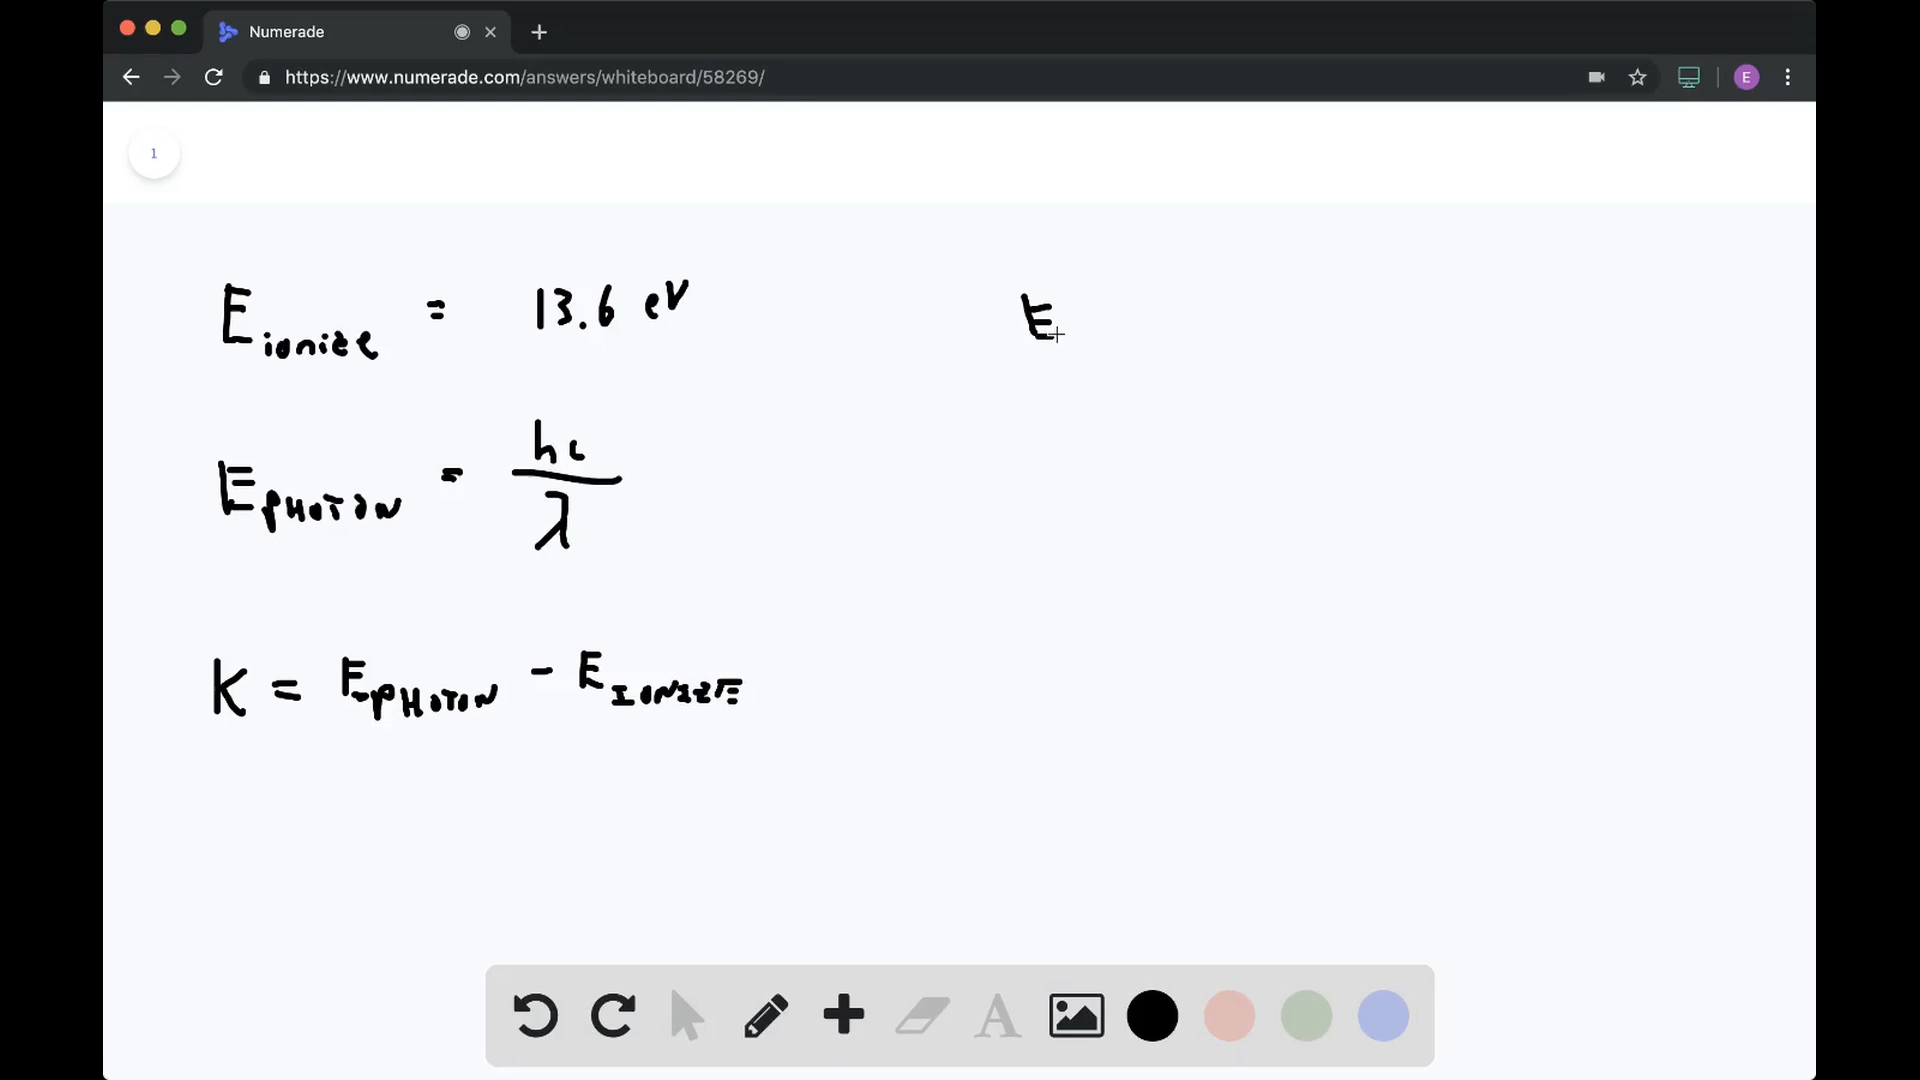 Numerade
https://www.numerade.com/answers/whiteboard/58269/
E
1
E ionize = 13.6 eV
E
E PHOTON = hc / λ
K = E PHOTON - E IONIZE
A